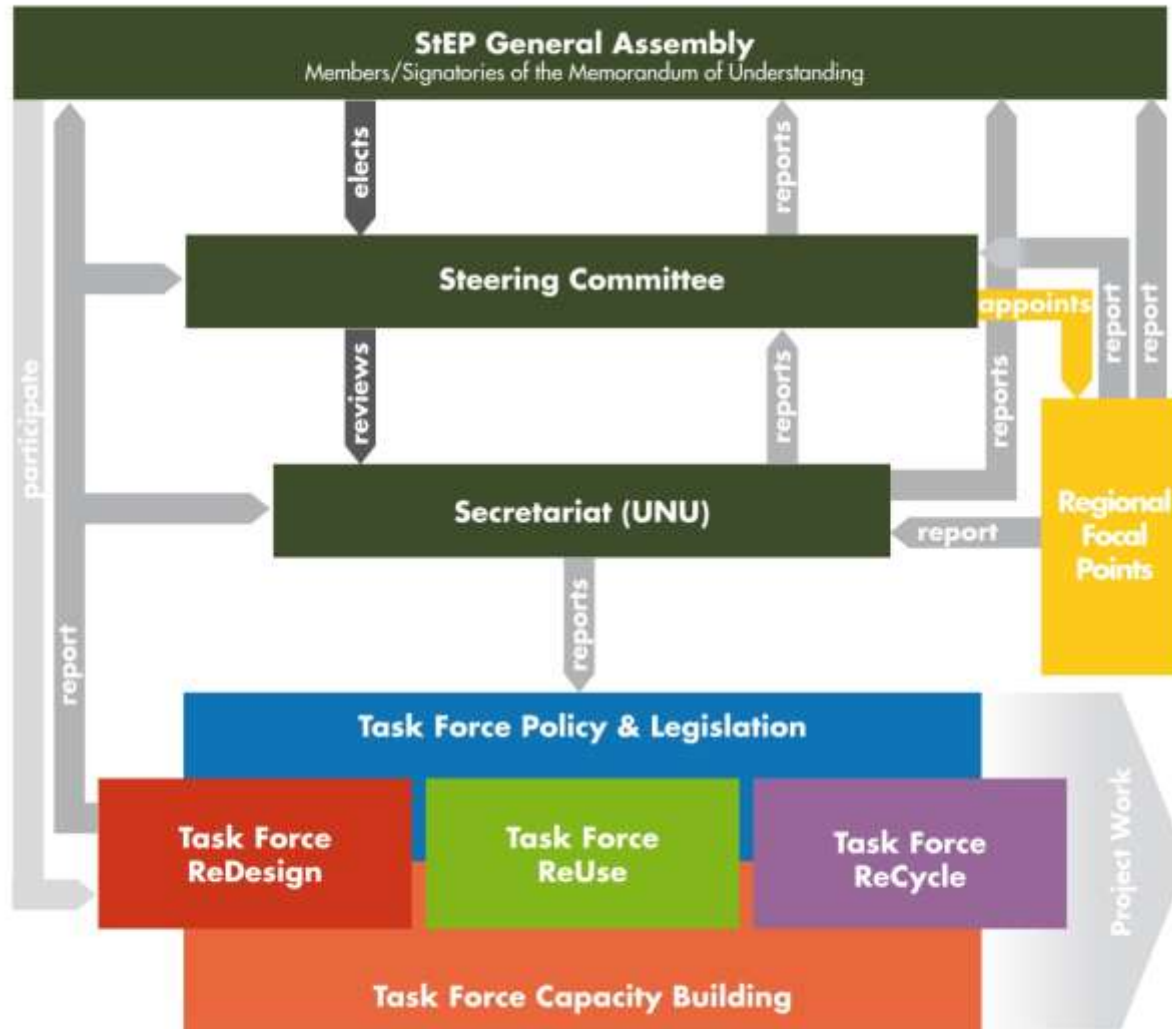 StEP General Assembly
Members/Signatories of the Memorandum of Understanding
elects
reports
Steering Committee
appoints
report
report
participate
reviews
reports
reports
Secretariat (UNU)
report
Regional
Focal
Points
report
reports
Task Force Policy & Legislation
Task Force
ReDesign
Task Force
ReUse
Task Force
ReCycle
Project Work
Task Force Capacity Building